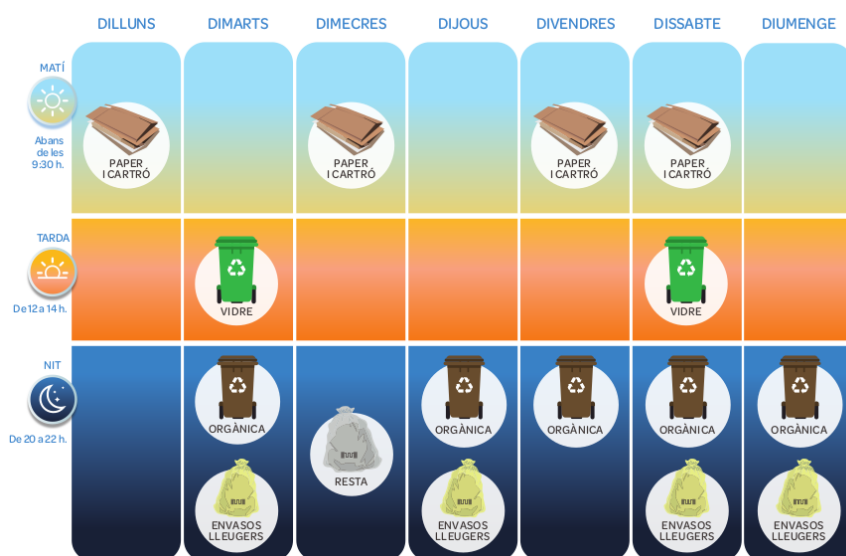 DILLUNS DIMARTS DIMECRES DIJOUS DIVENDRES DISSABTE DIUMENGE
MATÍ
Abans
de les
9:30 h.
PAPER
I CARTRÓ
PAPER
I CARTRÓ
PAPER
I CARTRÓ
PAPER
I CARTRÓ
TARDA
De 12 a 14 h.
VIDRE
VIDRE
NIT
De 20 a 22 h.
ORGÀNICA
RESTA
ORGÀNICA
ORGÀNICA
ORGÀNICA
ORGÀNICA
ENVASOS
LLEUGERS
ENVASOS
LLEUGERS
ENVASOS
LLEUGERS
ENVASOS
LLEUGERS